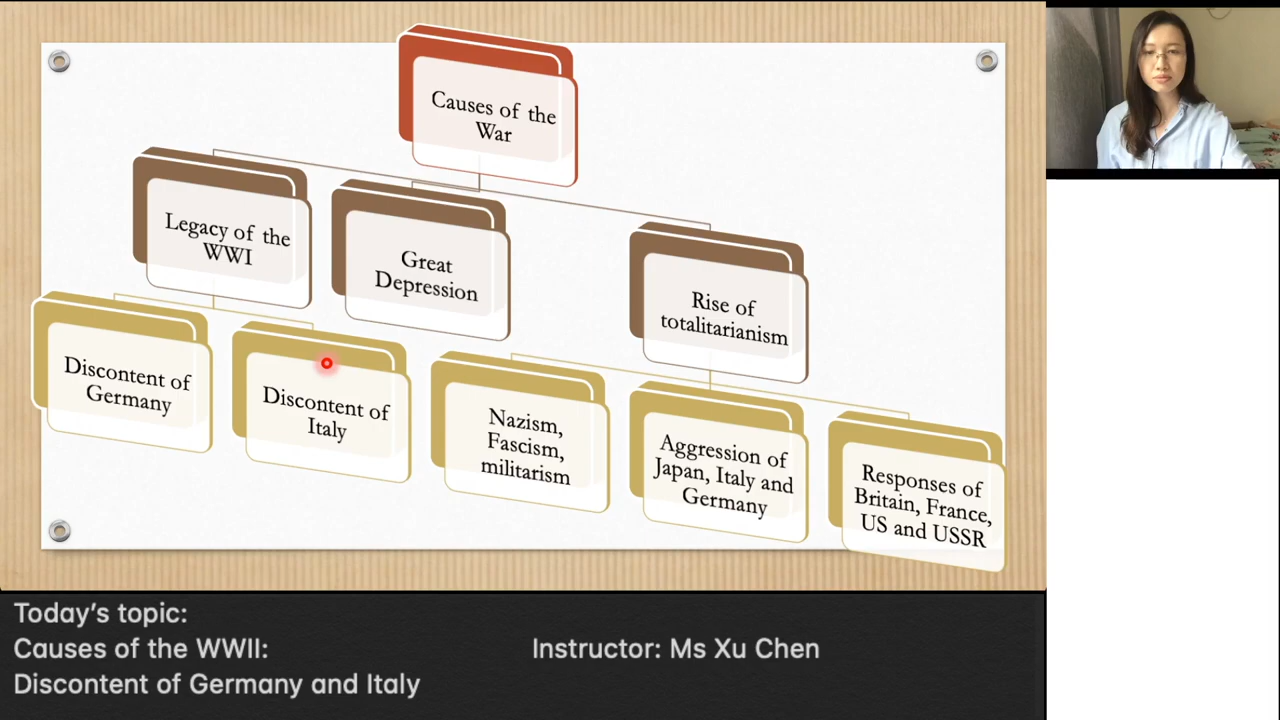 Causes of the
War
Legacy of the
WWI
Great
Depression
Rise of
totalitarianism
Discontent of
Germany
Discontent of
Italy
Nazism,
Fascism,
militarism
Aggression of
Japan, Italy and
Germany
Responses of
Britain, France,
US and USSR
Today's topic:
Causes of the WWII:
Discontent of Germany and Italy
Instructor: Ms Xu Chen